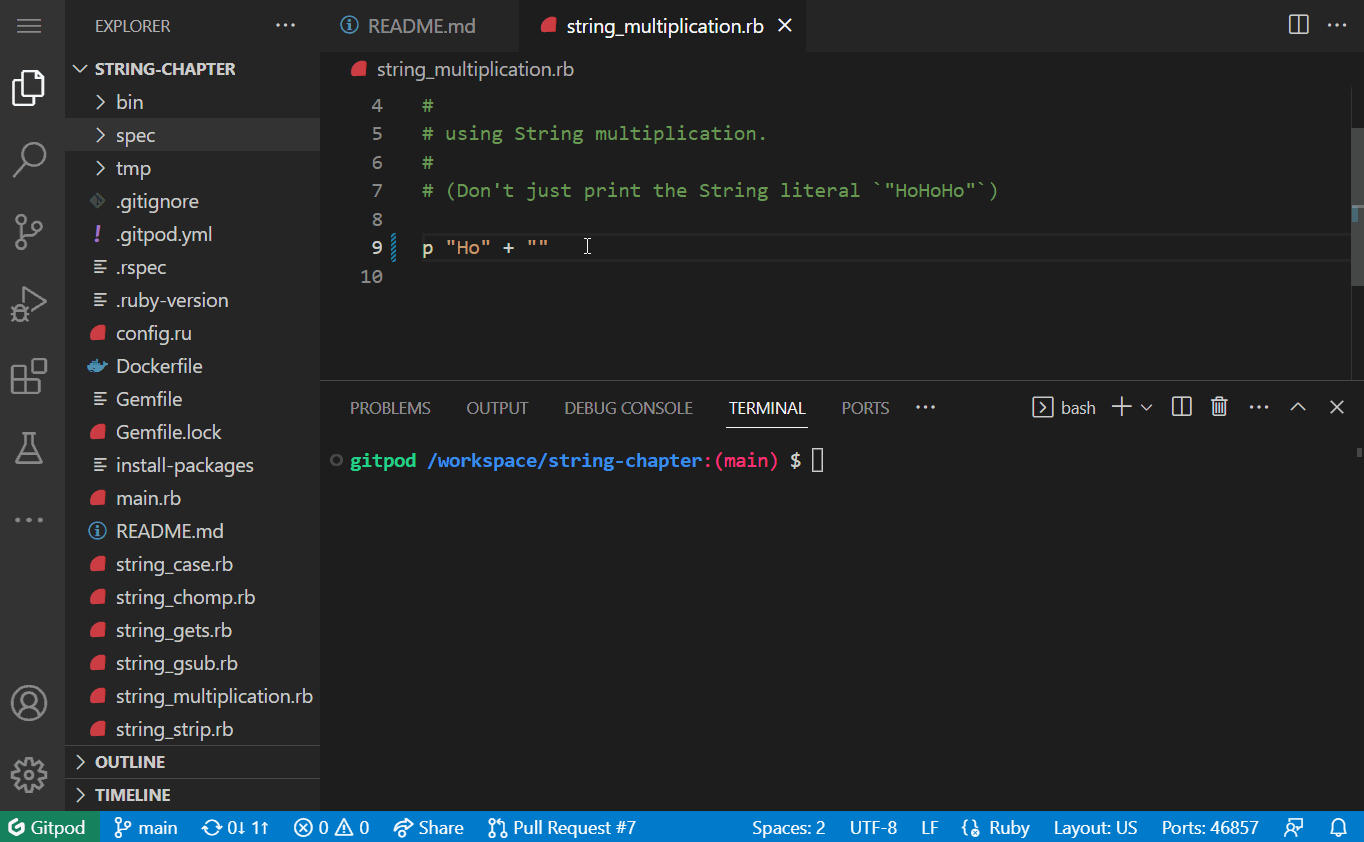 EXPLORER
STRING-CHAPTER
bin
spec
tmp
.gitignore
! .gitpod.yml
.rspec
.ruby-version
config.ru
Dockerfile
Gemfile
Gemfile.lock
install-packages
main.rb
README.md
string_case.rb
string_chomp.rb
string_gets.rb
string_gsub.rb
string_multiplication.rb
string_strip.rb
OUTLINE
TIMELINE
README.md
string_multiplication.rb
string_multiplication.rb
4 #
5 # using String multiplication.
6 #
7 # (Don't just print the String literal `"HoHoHo"`)
8
9 p "Ho" + ""
10
PROBLEMS OUTPUT DEBUG CONSOLE TERMINAL PORTS
bash
gitpod /workspace/string-chapter:(main) $
Gitpod main 0↓ 1↑ 0 0 Share Pull Request #7 Spaces: 2 UTF-8 LF Ruby Layout: US Ports: 46857